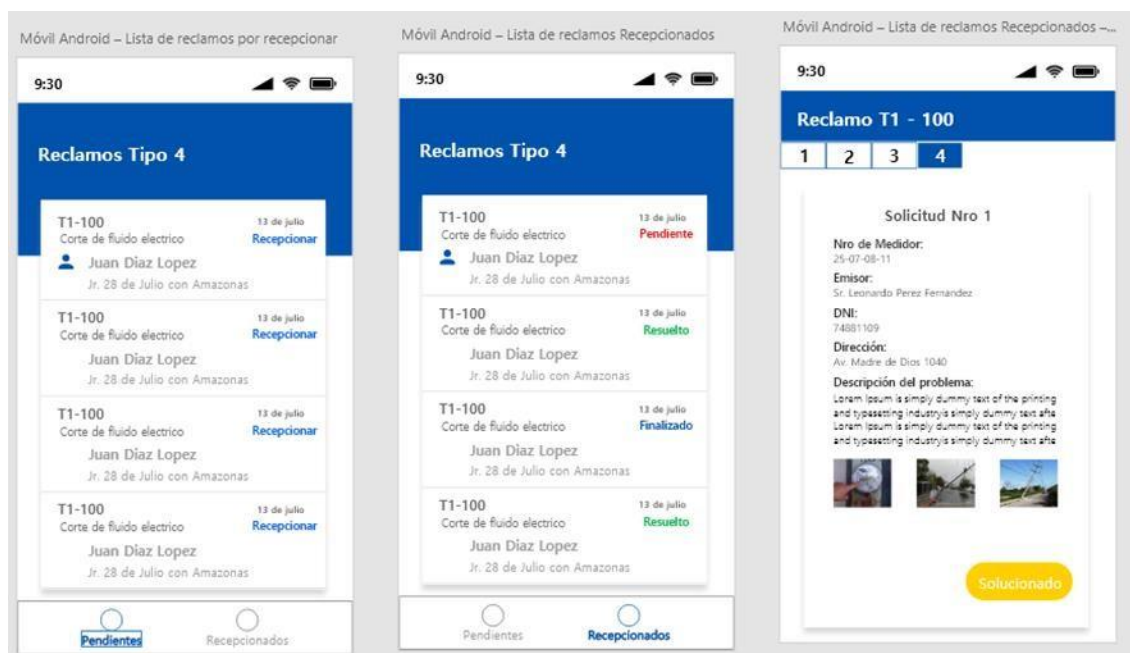 Móvil Android – Lista de reclamos por recepcionar
9:30
Reclamos Tipo 4
T1-100
13 de julio
Corte de fluido electrico
Recepcionar
Juan Diaz Lopez
Jr. 28 de Julio con Amazonas
T1-100
13 de julio
Corte de fluido electrico
Recepcionar
Juan Diaz Lopez
Jr. 28 de Julio con Amazonas
T1-100
13 de julio
Corte de fluido electrico
Recepcionar
Juan Diaz Lopez
Jr. 28 de Julio con Amazonas
T1-100
13 de julio
Corte de fluido electrico
Recepcionar
Juan Diaz Lopez
Jr. 28 de Julio con Amazonas
Pendientes
Recepcionados
Móvil Android – Lista de reclamos Recepcionados
9:30
Reclamos Tipo 4
T1-100
13 de julio
Corte de fluido electrico
Pendiente
Juan Diaz Lopez
Jr. 28 de Julio con Amazonas
T1-100
13 de julio
Corte de fluido electrico
Resuelto
Juan Diaz Lopez
Jr. 28 de Julio con Amazonas
T1-100
13 de julio
Corte de fluido electrico
Finalizado
Juan Diaz Lopez
Jr. 28 de Julio con Amazonas
T1-100
13 de julio
Corte de fluido electrico
Resuelto
Juan Diaz Lopez
Jr. 28 de Julio con Amazonas
Pendientes
Recepcionados
Móvil Android – Lista de reclamos Recepcionados –...
9:30
Reclamo T1 - 100
1 2 3 4
Solicitud Nro 1
Nro de Medidor:
25-07-08-11
Emisor:
Sr. Leonardo Perez Fernandez
DNI:
74881109
Dirección:
Av. Madre de Dios 1040
Descripción del problema:
Lorem Ipsum is simply dummy text of the printing
and typesetting industryis simply dummy text afte
Lorem Ipsum is simply dummy text of the printing
and typesetting industryis simply dummy text afte
Solucionado